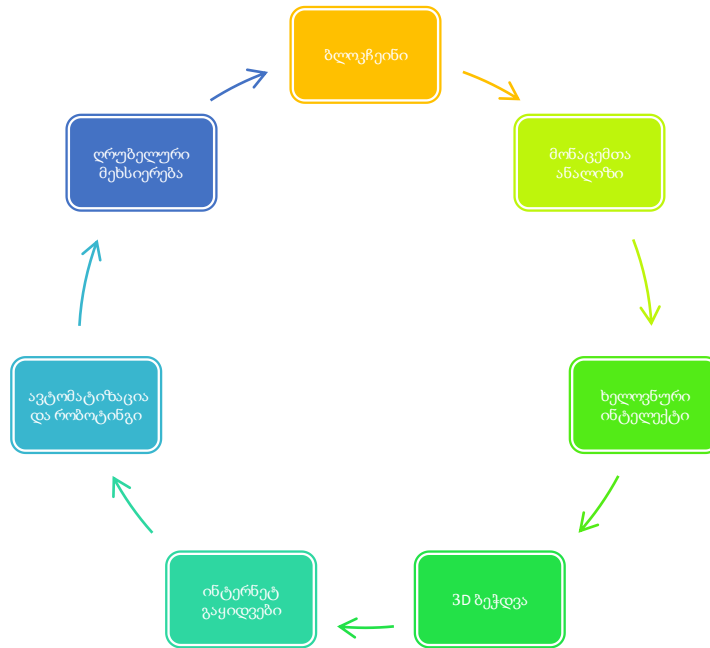 ბლოკჩეინი
მონაცემთა
ანალიზი
ხელოვნური
ინტელექტი
3D ბეჭდვა
ინტერნეტ
გაყიდვები
ავტომატიზაცია
და რობოტინგი
ღრუბელური
მეხსიერება